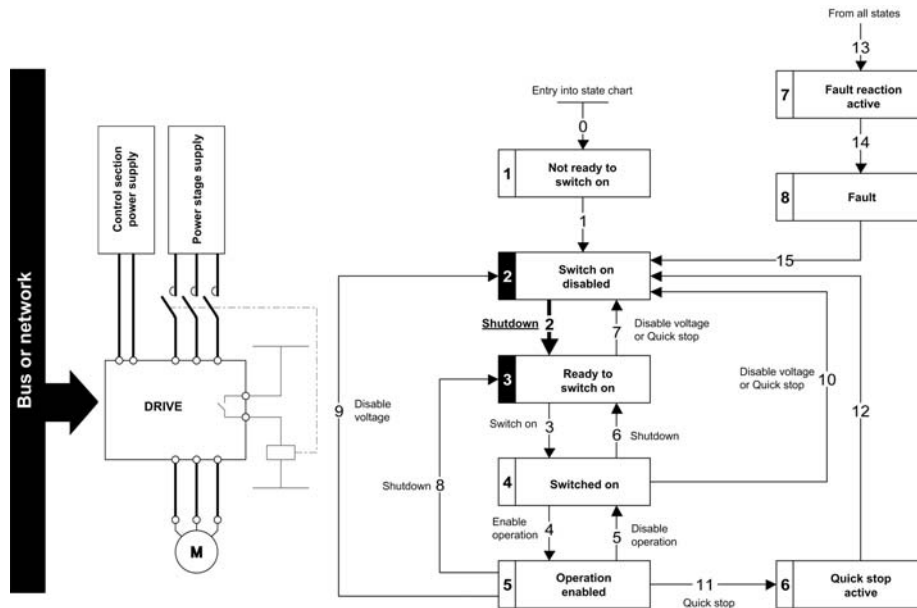 From all states
13
7
Fault reaction
active
14
8
Fault
15
Entry into state chart
0
1
Not ready to
switch on
1
2
Switch on
disabled
Shutdown 2
7
Disable voltage
or Quick stop
3
Ready to
switch on
Switch on
3
6
Shutdown
4
Switched on
Enable
operation
4
5
Disable
operation
5
Operation
enabled
11
Quick stop
6
Quick stop
active
Disable voltage
or Quick stop
10
12
9
Disable
voltage
Shutdown 8
Bus or network
Control section
power supply
Power stage supply
DRIVE
M